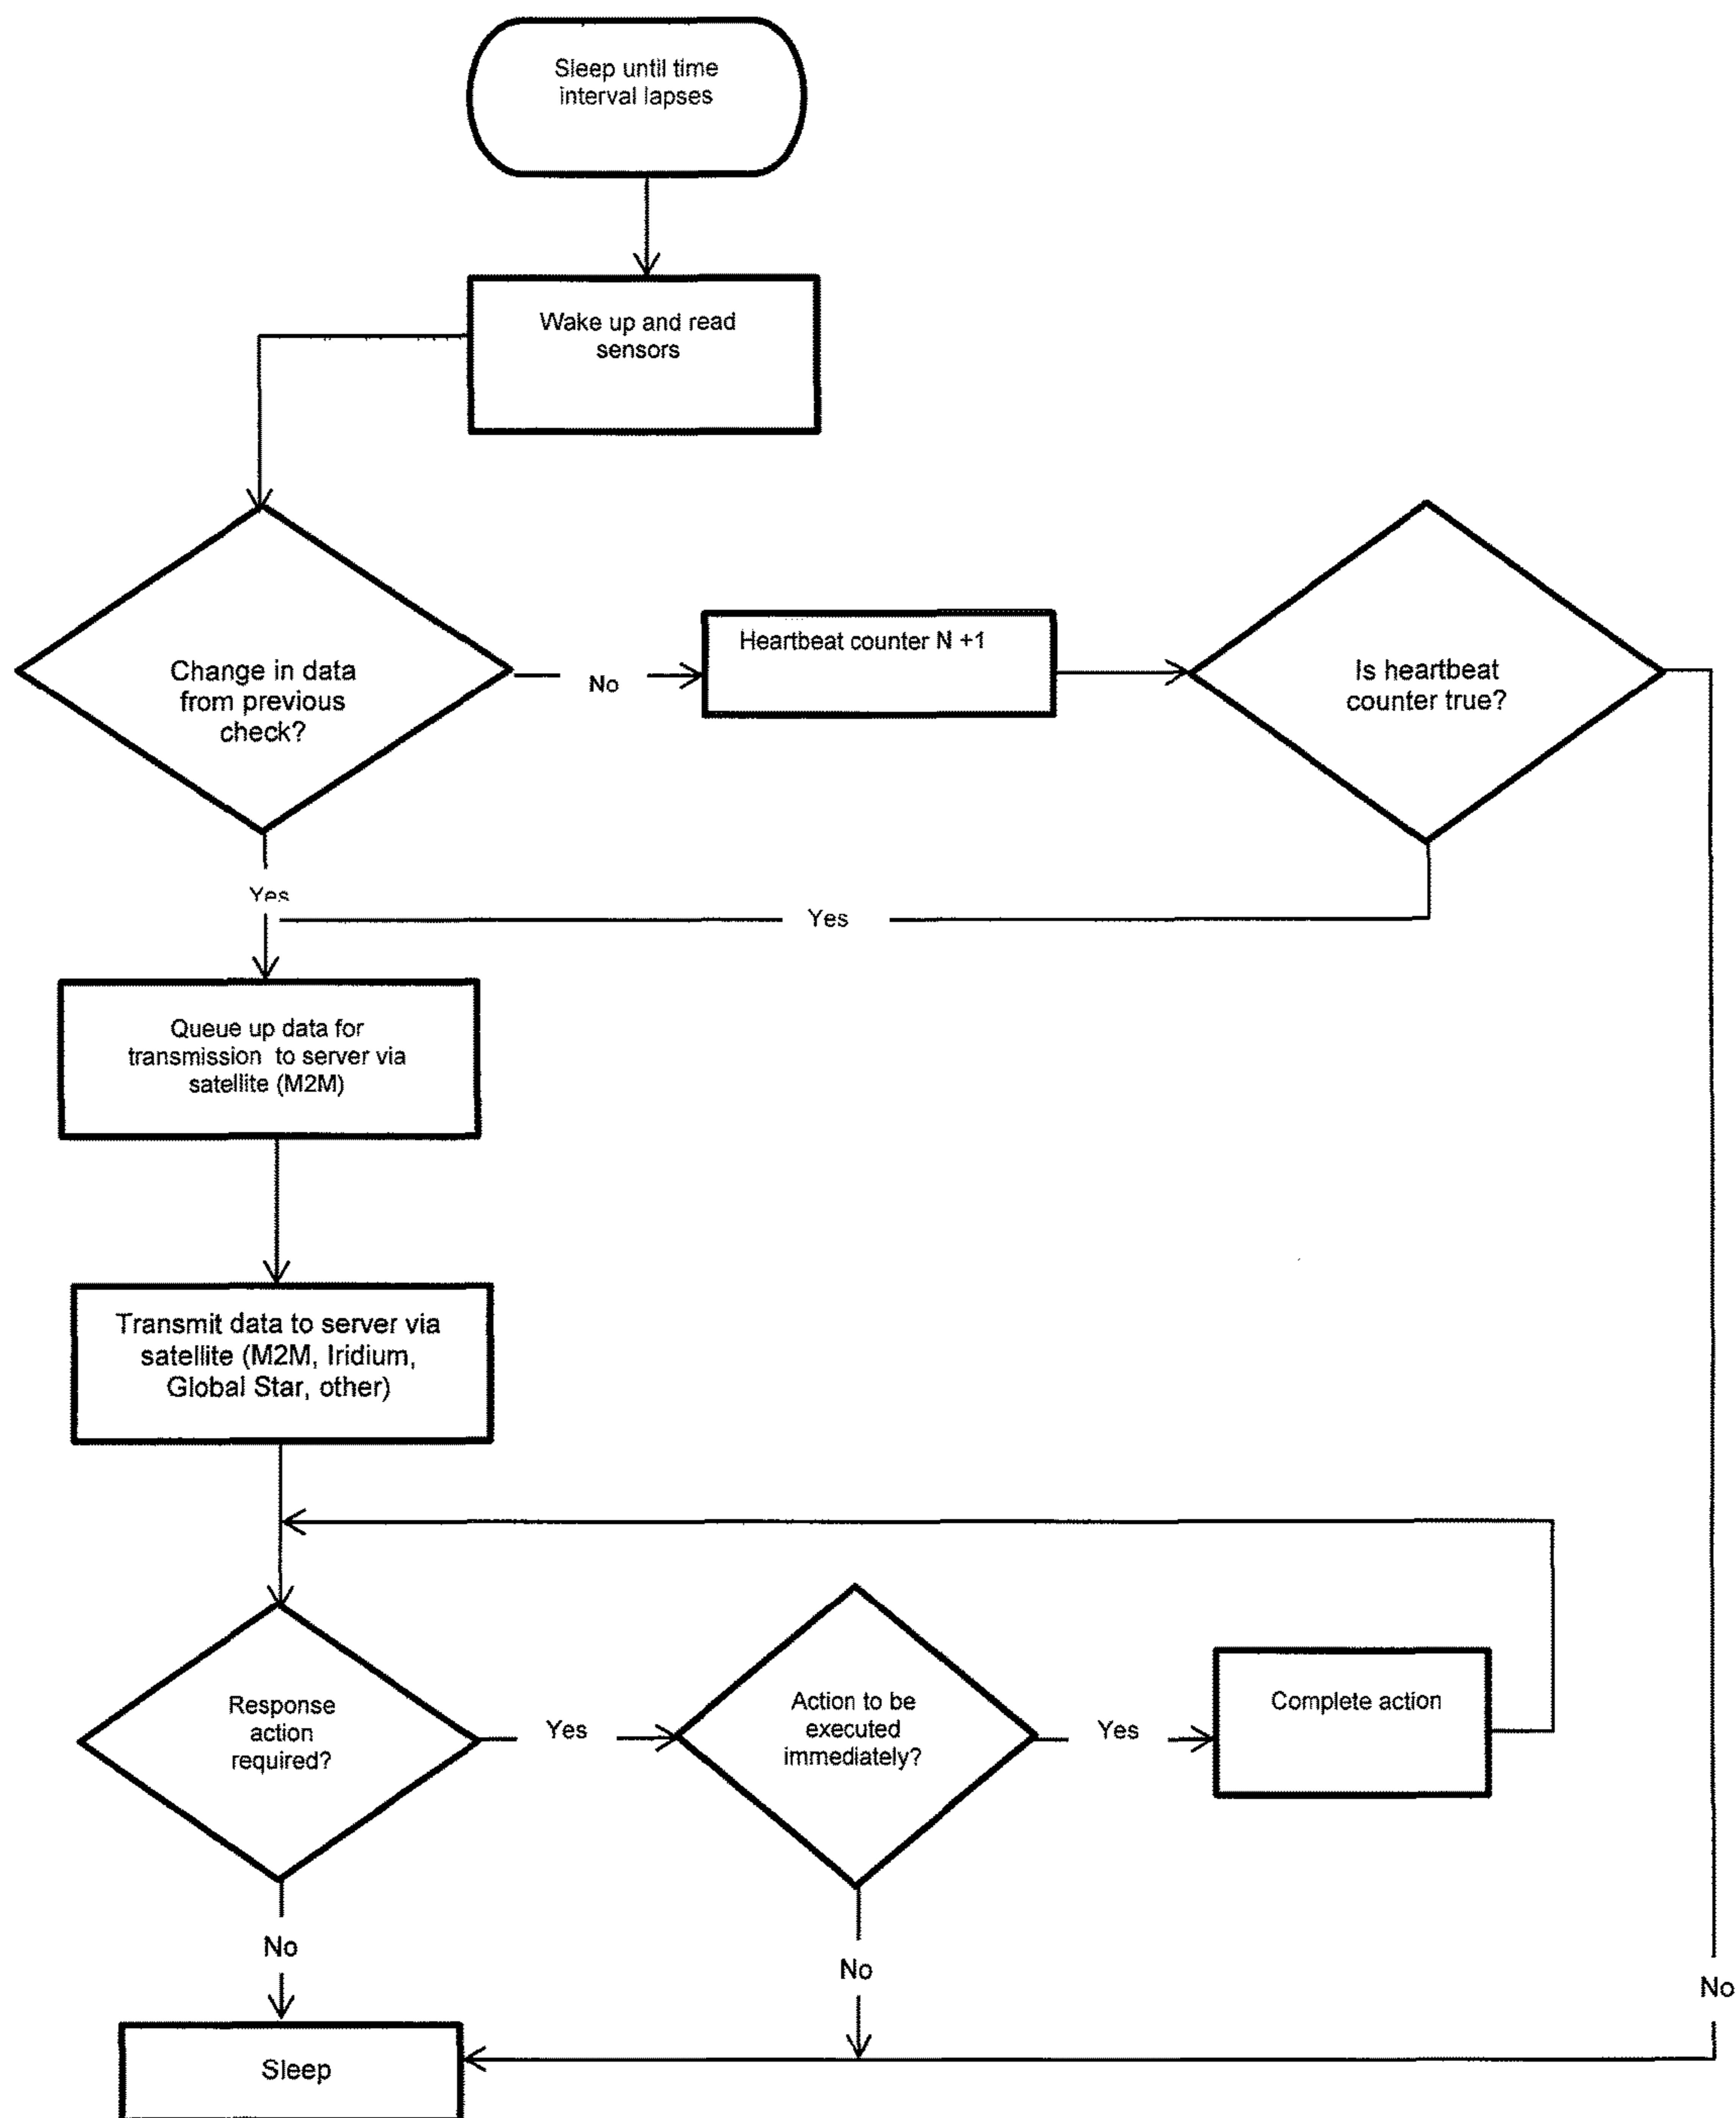 Sleep until time
interval lapses
Wake up and read
sensors
Change in data
from previous
check?
No
Heartbeat counter N +1
Is heartbeat
counter true?
Yes
Yes
Queue up data for
transmission to server via
satellite (M2M)
Transmit data to server via
satellite (M2M, Iridium,
Global Star, other)
Response
action
required?
Yes
Action to be
executed
immediately?
Yes
Complete action
No
No
No
Sleep